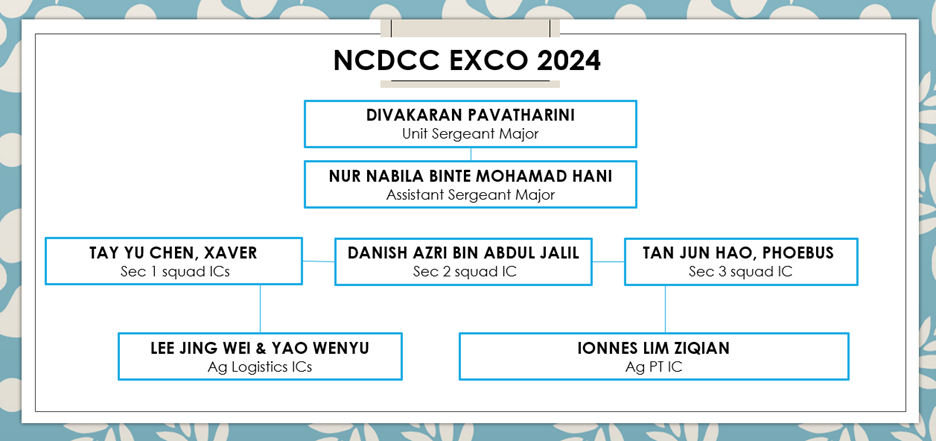 NCDCC EXCO 2024
DIVAKARAN PAVATHARINI
Unit Sergeant Major
NUR NABILA BINTE MOHAMAD HANI
Assistant Sergeant Major
TAY YU CHEN, XAVER
Sec 1 squad ICs
DANISH AZRI BIN ABDUL JALIL
Sec 2 squad IC
TAN JUN HAO, PHOEBUS
Sec 3 squad IC
LEE JING WEI & YAO WENYU
Ag Logistics ICs
IONNES LIM ZIQIAN
Ag PT IC